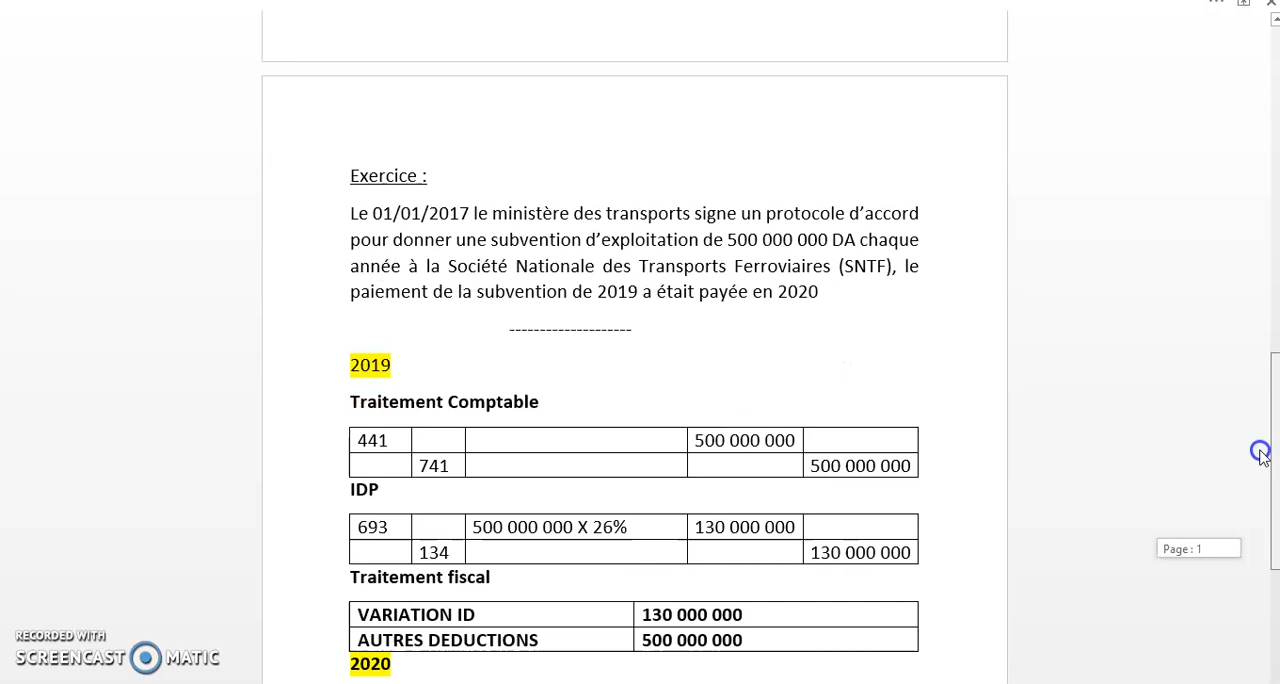 Exercice :
Le 01/01/2017 le ministère des transports signe un protocole d’accord
pour donner une subvention d’exploitation de 500 000 000 DA chaque
année à la Société Nationale des Transports Ferroviaires (SNTF), le
paiement de la subvention de 2019 a était payée en 2020
--------------------
2019
Traitement Comptable
441 500 000 000
741 500 000 000
IDP
693 500 000 000 X 26% 130 000 000
134 130 000 000
Page : 1
Traitement fiscal
VARIATION ID 130 000 000
AUTRES DEDUCTIONS 500 000 000
2020
RECORDED WITH
SCREENCAST MATIC